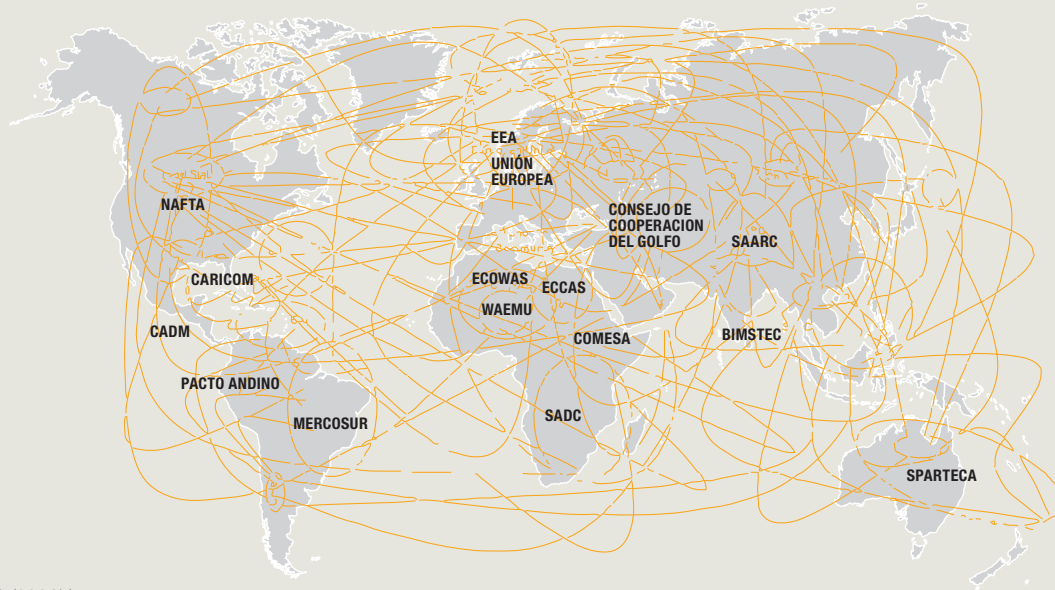 EEA
UNIÓN
EUROPEA
NAFTA
CONSEJO DE
COOPERACION
DEL GOLFO
SAARC
CARICOM
ECOWAS
ECCAS
WAEMU
CADM
COMESA
BIMSTEC
PACTO ANDINO
MERCOSUR
SADC
SPARTECA